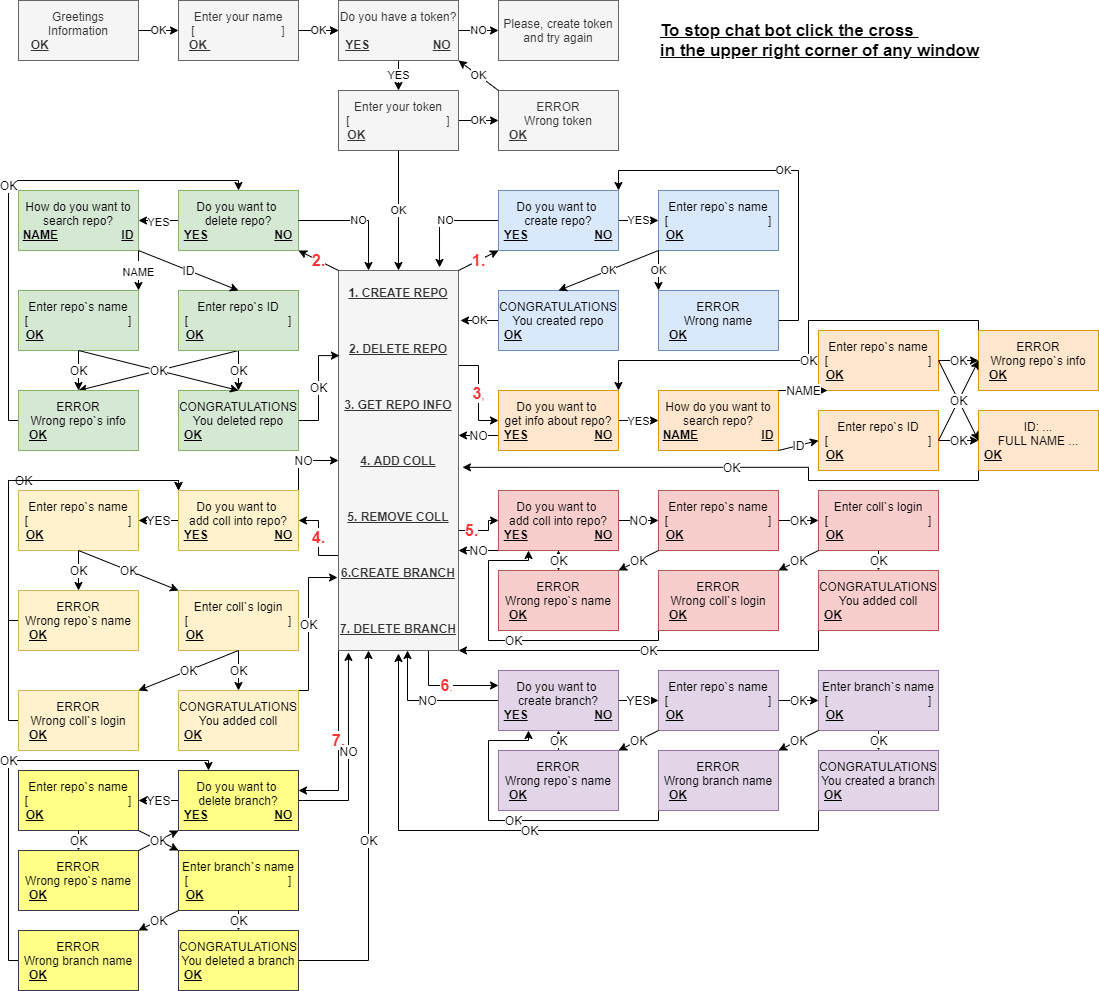 Greetings
Information
OK
OK
Enter your name
[ ]
OK
OK
Do you have a token?
YES NO
NO
Please, create token
and try again
To stop chat bot click the cross
in the upper right corner of any window
YES
OK
Enter your token
[ ]
OK
OK
ERROR
Wrong token
OK
OK
OK
How do you want to
search repo?
NAME ID
YES
Do you want to
delete repo?
YES NO
NO
2.
NAME
ID
Enter repo`s name
[ ]
OK
Enter repo`s ID
[ ]
OK
OK
OK
OK
ERROR
Wrong repo`s info
OK
CONGRATULATIONS
You deleted repo
OK
OK
1. CREATE REPO
2. DELETE REPO
3. GET REPO INFO
4. ADD COLL
5. REMOVE COLL
6.CREATE BRANCH
7. DELETE BRANCH
OK
NO
1.
Do you want to
create repo?
YES NO
YES
Enter repo's name
[ ]
OK
OK
OK
CONGRATULATIONS
You created repo
OK
OK
ERROR
Wrong name
OK
3.
OK
Do you want to
get info about repo?
YES NO
NO
YES
How do you want to
search repo?
NAME ID
NAME
ID
Enter repo`s name
[ ]
OK
Enter repo`s ID
[ ]
OK
OK
OK
OK
ERROR
Wrong repo`s info
OK
ID: ...
FULL NAME ...
OK
OK
OK
Enter repo`s name
[ ]
OK
YES
Do you want to
add coll into repo?
YES NO
NO
4.
OK
OK
ERROR
Wrong repo`s name
OK
Enter coll`s login
[ ]
OK
OK
OK
OK
ERROR
Wrong coll`s login
OK
CONGRATULATIONS
You added coll
OK
5.
NO
Do you want to
add coll into repo?
YES NO
NO
Enter repo`s name
[ ]
OK
OK
Enter coll`s login
[ ]
OK
OK
OK
OK
OK
ERROR
Wrong repo`s name
OK
ERROR
Wrong coll`s login
OK
CONGRATULATIONS
You added coll
OK
OK
OK
6.
NO
Do you want to
create branch?
YES NO
YES
Enter repo`s name
[ ]
OK
OK
Enter branch`s name
[ ]
OK
OK
OK
OK
OK
ERROR
Wrong repo`s name
OK
ERROR
Wrong branch name
OK
CONGRATULATIONS
You created a branch
OK
OK
OK
7.
NO
OK
Enter repo`s name
[ ]
OK
YES
Do you want to
delete branch?
YES NO
OK
OK
OK
ERROR
Wrong repo`s name
OK
Enter branch`s name
[ ]
OK
OK
OK
ERROR
Wrong branch name
OK
CONGRATULATIONS
You deleted a branch
OK